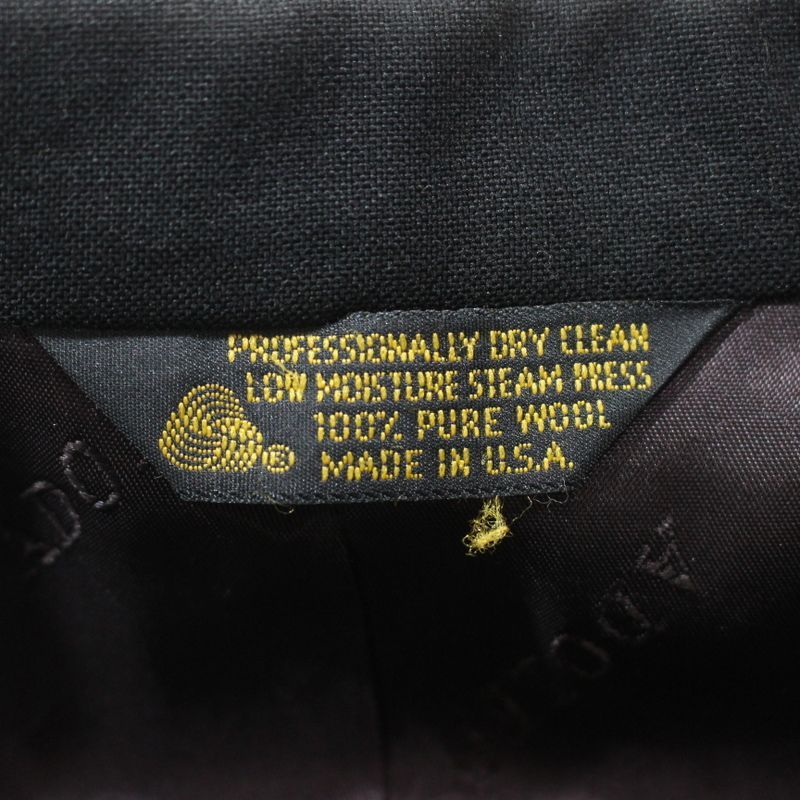 PROFESSIONALLY DRY CLEAN
LOW MOISTURE STEAM PRESS
100% PURE WOOL
MADE IN U.S.A.